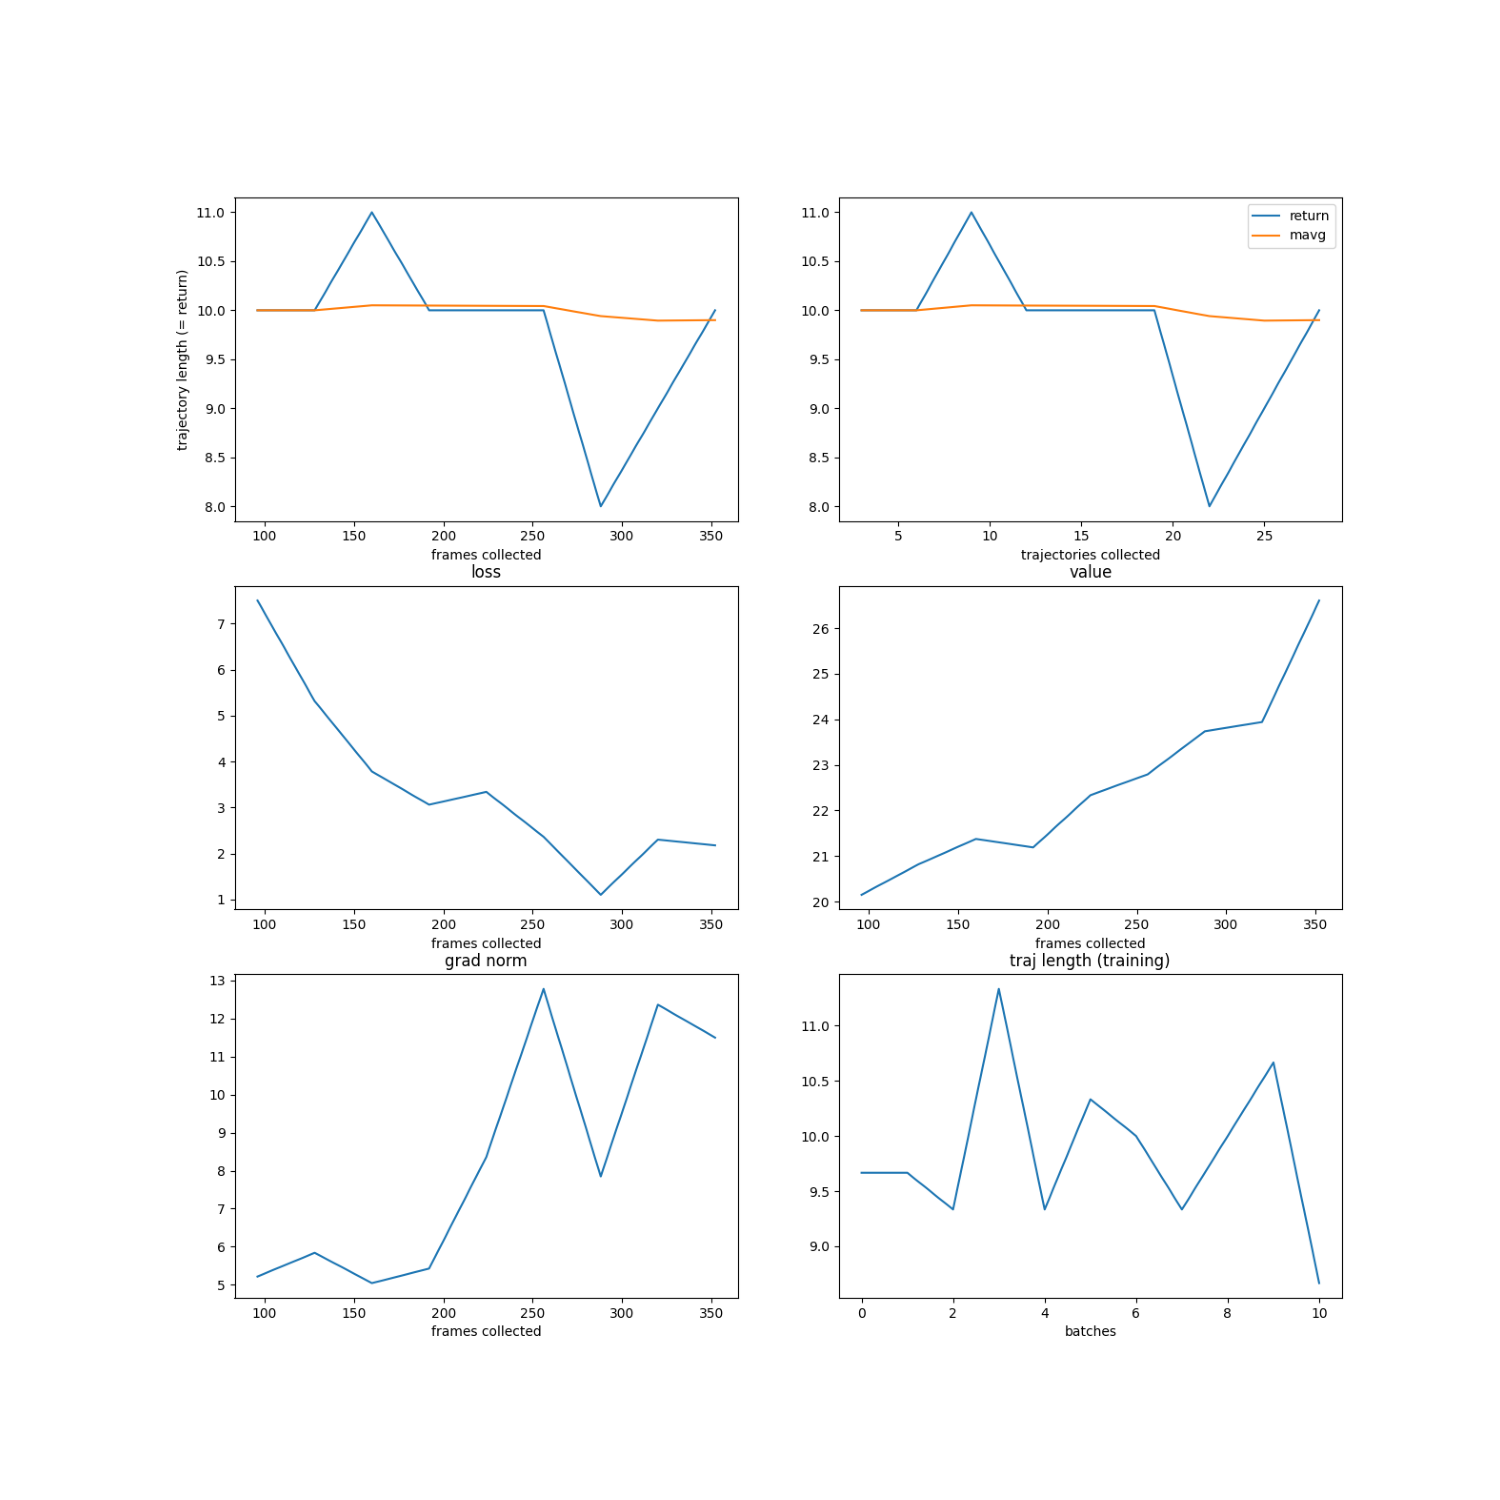 11.0
10.5
10.0
9.5
9.0
8.5
8.0
trajectory length (= return)
100 150 200 250 300 350
frames collected
11.0
10.5
10.0
9.5
9.0
8.5
8.0
return
mavg
5 10 15 20 25
trajectories collected
loss
7
6
5
4
3
2
1
100 150 200 250 300 350
frames collected
value
26
25
24
23
22
21
20
100 150 200 250 300 350
frames collected
grad norm
13
12
11
10
9
8
7
6
5
100 150 200 250 300 350
frames collected
traj length (training)
11.0
10.5
10.0
9.5
9.0
0 2 4 6 8 10
batches